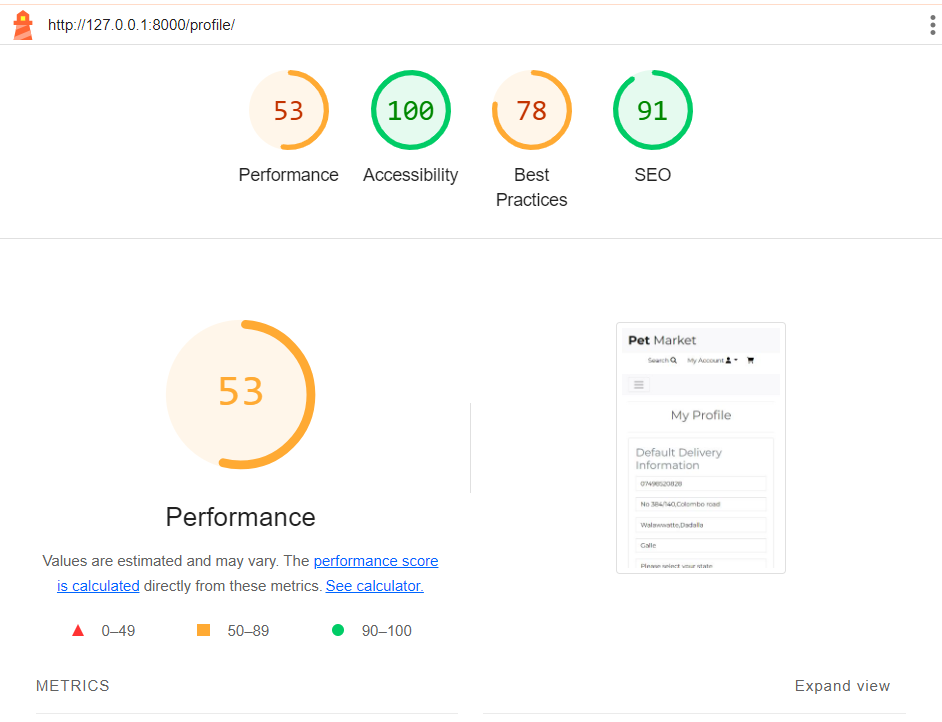 http://127.0.0.1:8000/profile/
53
100
78
91
Performance
Accessibility
Best
Practices
SEO
53
Performance
Values are estimated and may vary. The performance score
is calculated directly from these metrics. See calculator.
0–49
50–89
90–100
Pet Market
Search
My Account
My Profile
Default Delivery
Information
07498520828
No.384/140,Colombo road
Walawwatte,Dadalla
Galle
Please select your state
METRICS
Expand view